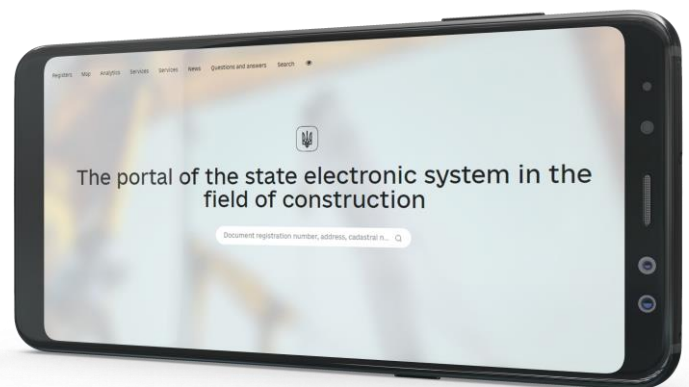 Registers Map Analytics Services Services News Questions and answers Search
The portal of the state electronic system in the
field of construction
Document registration number, address, cadastral n...